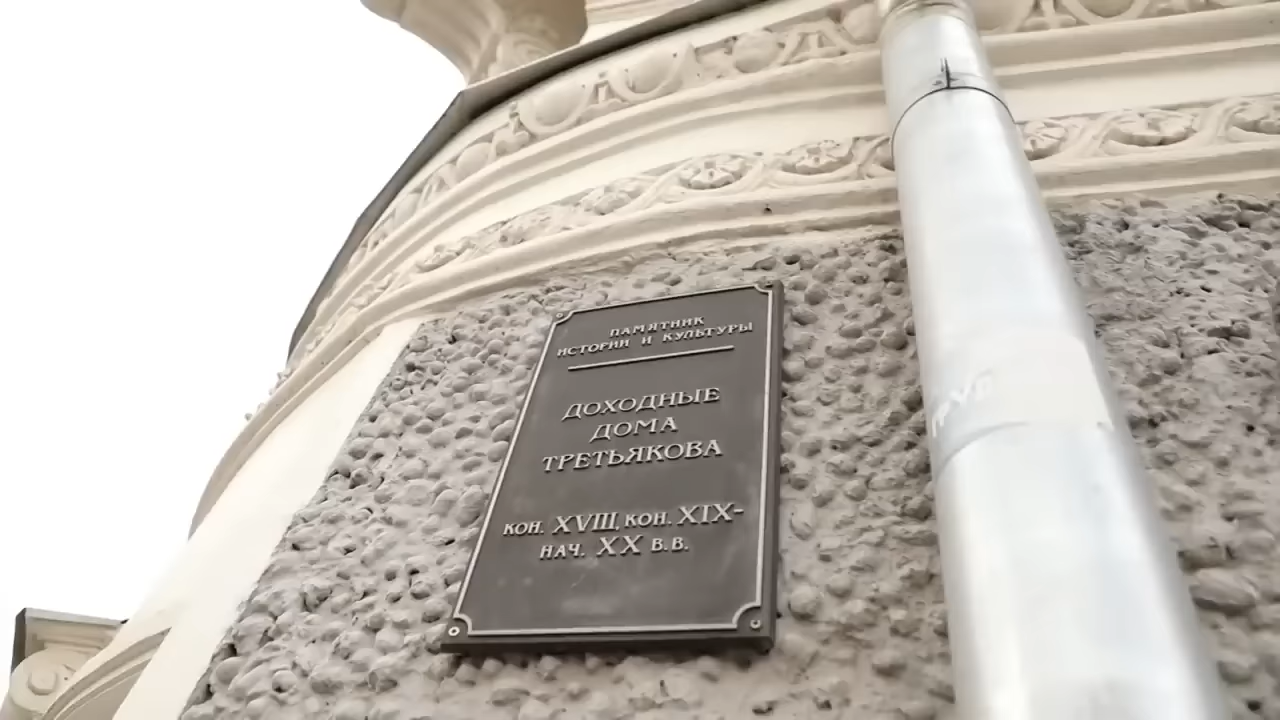 ПАМЯТНИК
ИСТОРИИ И КУЛЬТУРЫ
ДОХОДНЫЕ
ДОМА
ТРЕТЬЯКОВА
КОН. XVIII, КОН. XIX-
НАЧ. XX В.В.